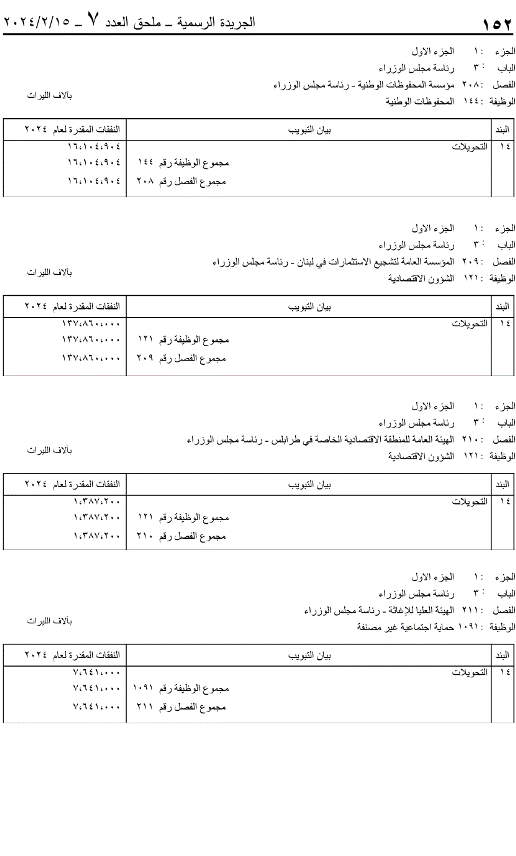 ١٥٢ الجريدة الرسمية – ملحق العدد ٧ – ٢٠٢٤/٢/١٥
الجزء : ١ الجزء الاول
الباب : ٣ رئاسة مجلس الوزراء
الفصل : ٢٠٨ مؤسسة المحفوظات الوطنية - رئاسة مجلس الوزراء
الوظيفة : ١٤٤ المحفوظات الوطنية
بآلاف الليرات
البند بيان التبويب النفقات المقدرة لعام ٢٠٢٤
١٤ التحويلات ١٦،١٠٤،٩٠٤
مجموع الوظيفة رقم ١٤٤ ١٦،١٠٤،٩٠٤
مجموع الفصل رقم ٢٠٨ ١٦،١٠٤،٩٠٤
الجزء : ١ الجزء الاول
الباب : ٣ رئاسة مجلس الوزراء
الفصل : ٢٠٩ المؤسسة العامة لتشجيع الاستثمارات في لبنان - رئاسة مجلس الوزراء
الوظيفة : ١٢١ الشؤون الاقتصادية
بآلاف الليرات
البند بيان التبويب النفقات المقدرة لعام ٢٠٢٤
١٤ التحويلات ١٣٧،٨٦٠،٠٠٠
مجموع الوظيفة رقم ١٢١ ١٣٧،٨٦٠،٠٠٠
مجموع الفصل رقم ٢٠٩ ١٣٧،٨٦٠،٠٠٠
الجزء : ١ الجزء الاول
الباب : ٣ رئاسة مجلس الوزراء
الفصل : ٢١٠ الهيئة العامة للمنطقة الاقتصادية الخاصة في طرابلس - رئاسة مجلس الوزراء
الوظيفة : ١٢١ الشؤون الاقتصادية
بآلاف الليرات
البند بيان التبويب النفقات المقدرة لعام ٢٠٢٤
١٤ التحويلات ١،٣٨٧،٢٠٠
مجموع الوظيفة رقم ١٢١ ١،٣٨٧،٢٠٠
مجموع الفصل رقم ٢١٠ ١،٣٨٧،٢٠٠
الجزء : ١ الجزء الاول
الباب : ٣ رئاسة مجلس الوزراء
الفصل : ٢١١ الهيئة العليا للإغاثة - رئاسة مجلس الوزراء
الوظيفة : ١٠٩١ حماية اجتماعية غير مصنفة
بآلاف الليرات
البند بيان التبويب النفقات المقدرة لعام ٢٠٢٤
١٤ التحويلات ٧،٦٤١،٠٠٠
مجموع الوظيفة رقم ١٠٩١ ٧،٦٤١،٠٠٠
مجموع الفصل رقم ٢١١ ٧،٦٤١،٠٠٠